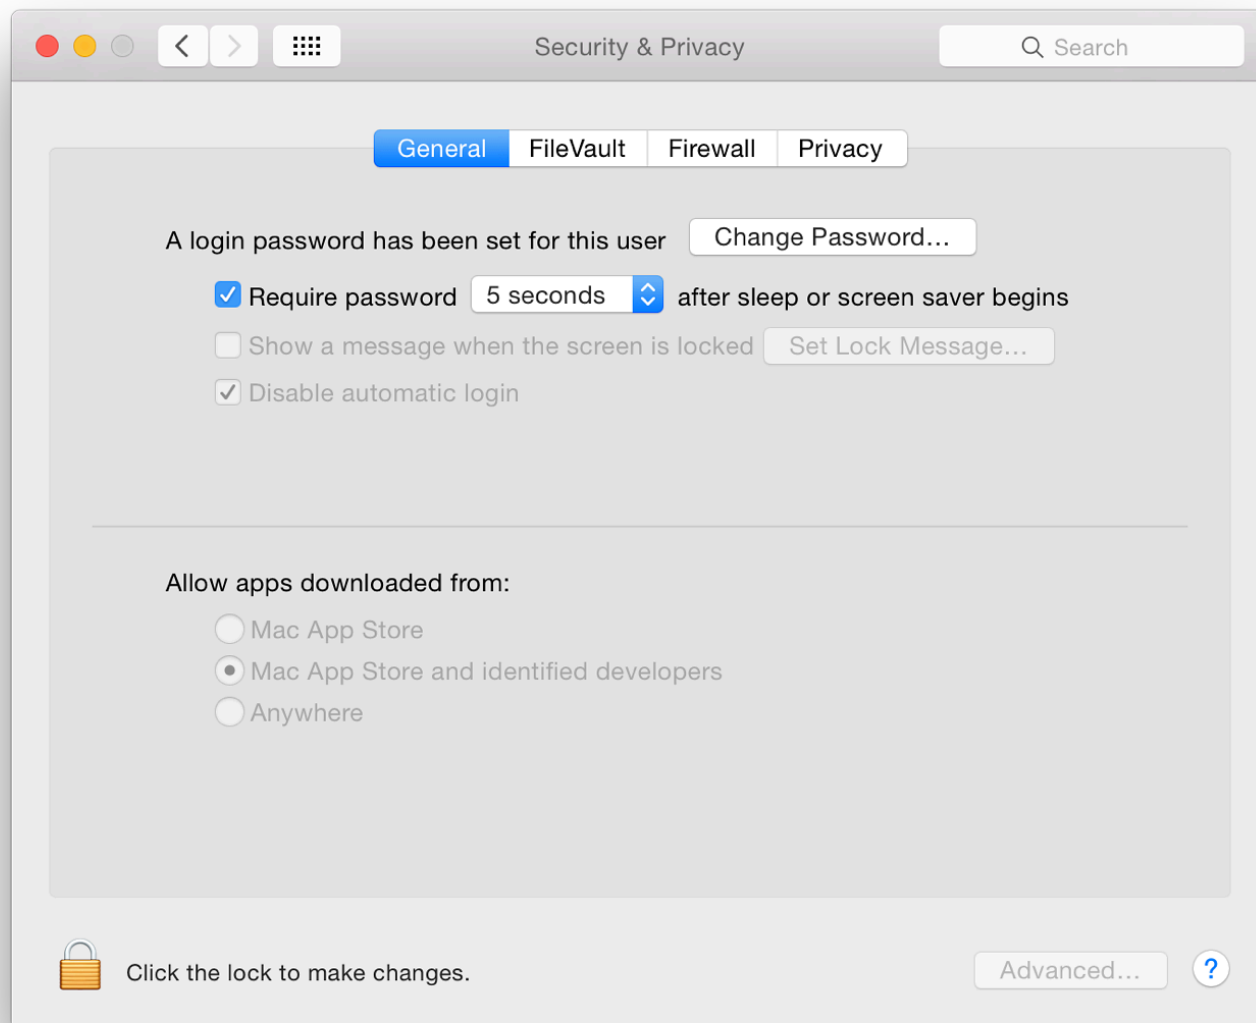 Security & Privacy
Search
General FileVault Firewall Privacy
A login password has been set for this user Change Password...
Require password 5 seconds after sleep or screen saver begins
Show a message when the screen is locked Set Lock Message...
Disable automatic login
Allow apps downloaded from:
Mac App Store
Mac App Store and identified developers
Anywhere
Click the lock to make changes.
Advanced...
?